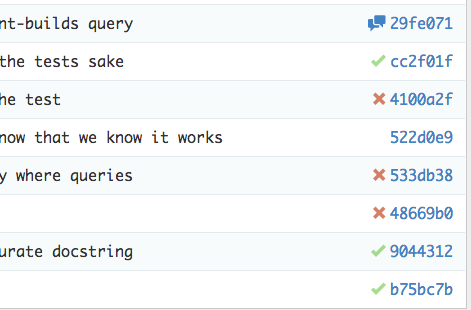 nt-builds query 29fe071
the tests sake cc2f01f
he test 4100a2f
now that we know it works 522d0e9
y where queries 533db38
48669b0
urate docstring 9044312
b75bc7b